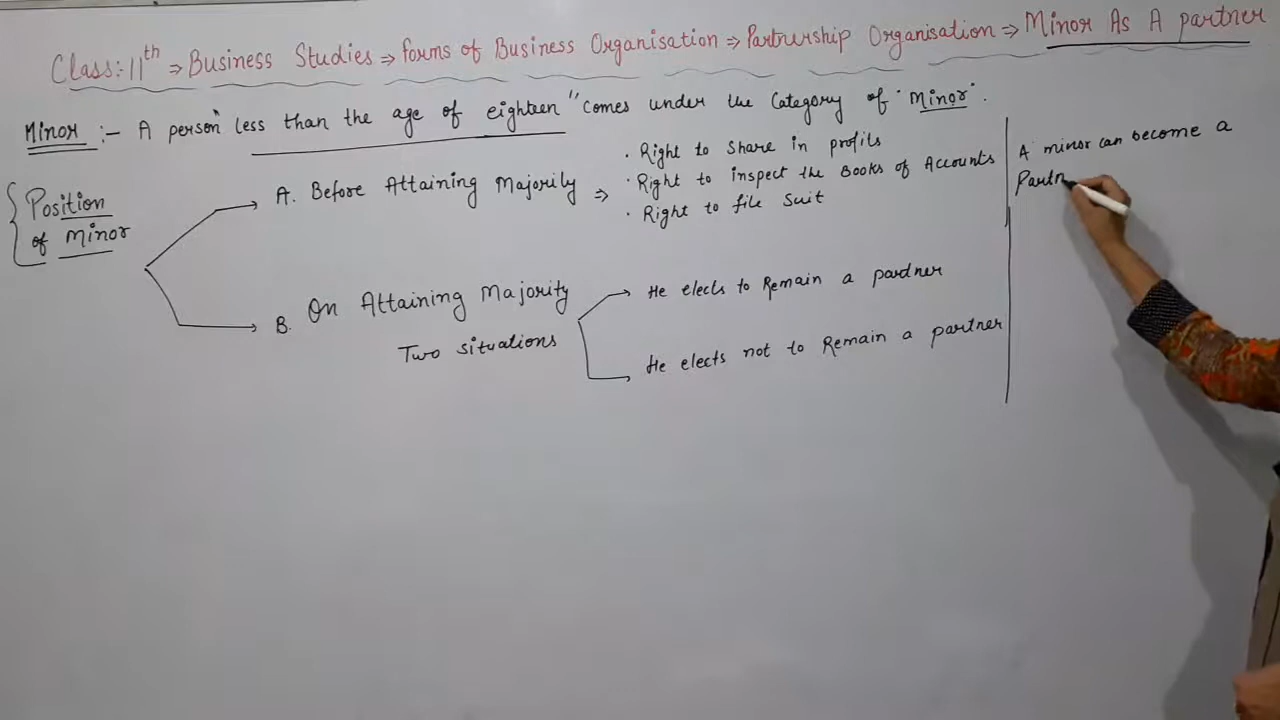 Class:11th ⇒ Business Studies ⇒ forms of Business Organisation ⇒ Partnership Organisation ⇒ Minor As A partner
Minor :- A person less than the age of eighteen "comes under the Category of 'Minor'.
Position
of Minor
A. Before Attaining Majorily ⇒
· Right to share in profits
· Right to inspect the Books of Accounts
· Right to file suit
B. On Attaining Majority
Two situations
He elects to Remain a partner
He elects not to Remain a partner
A minor can become a
Partn